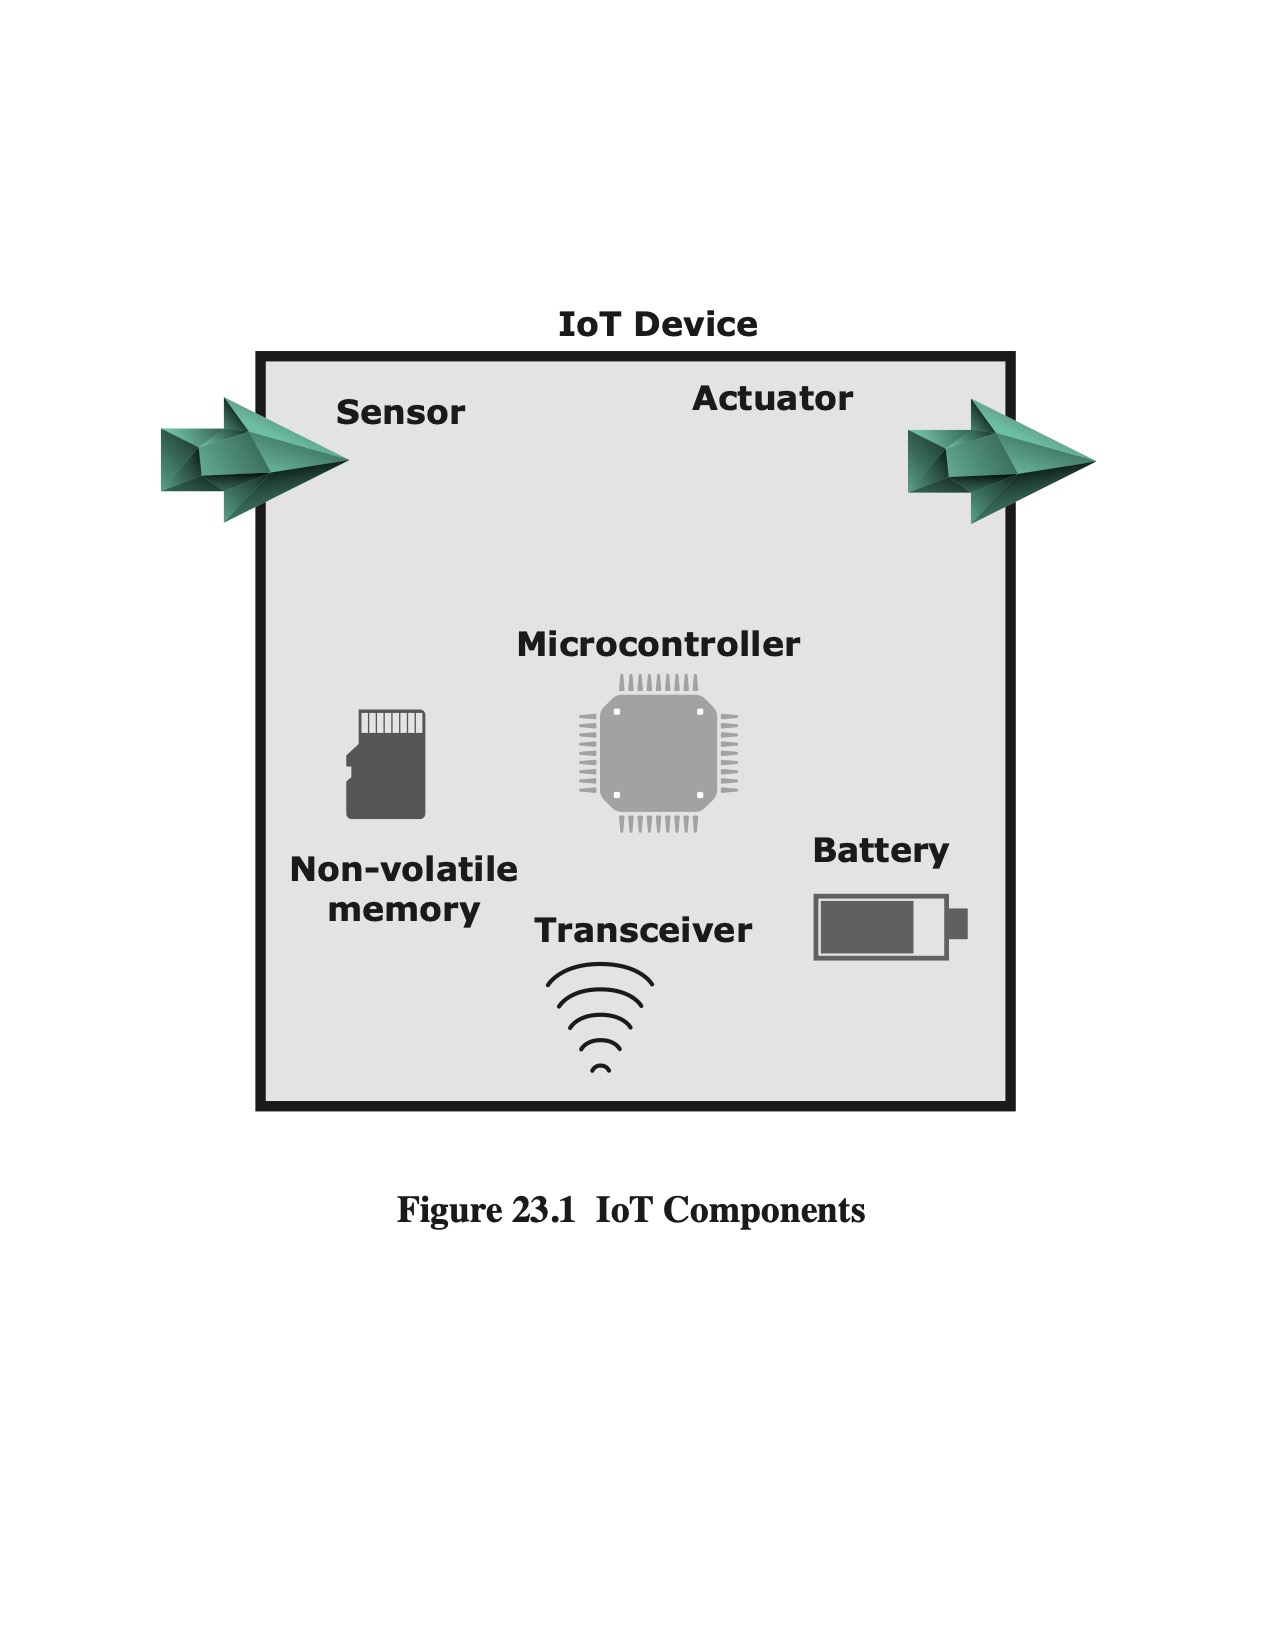 IoT Device
Sensor
Actuator
Microcontroller
Non-volatile
memory
Battery
Transceiver
Figure 23.1  IoT Components